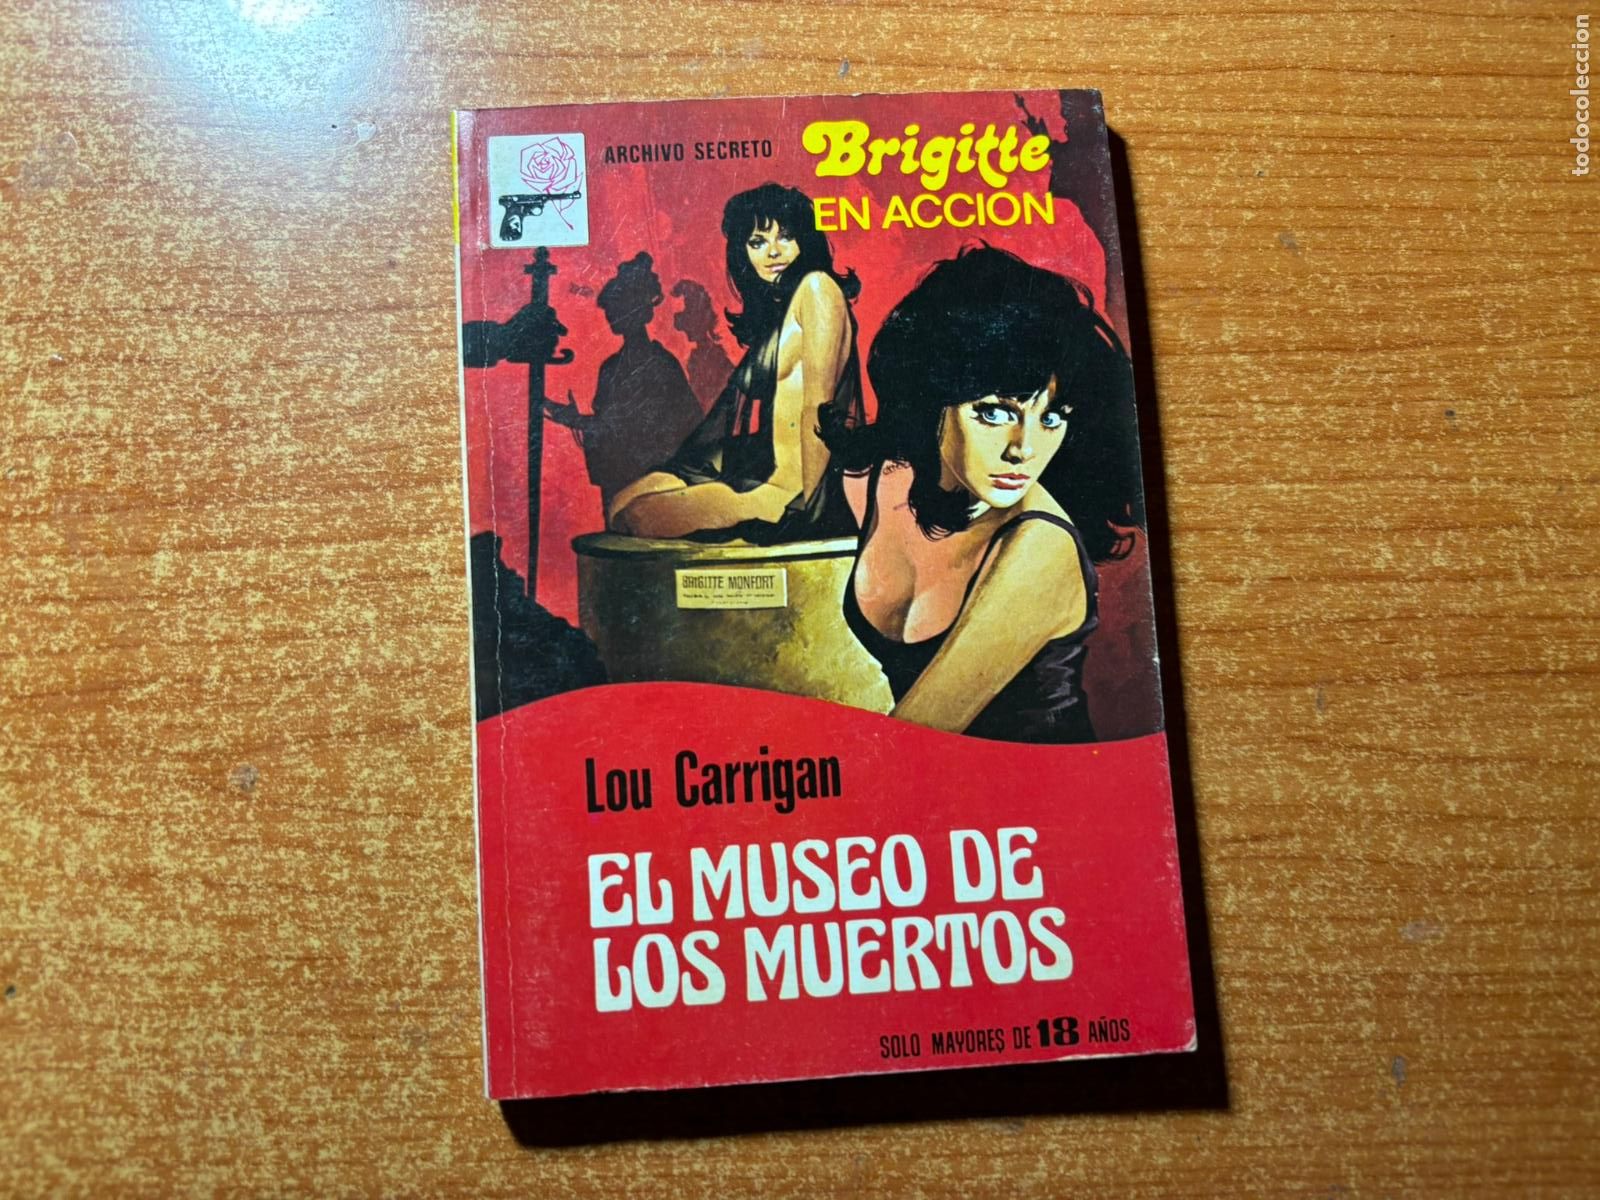 ARCHIVO SECRETO
Brigitte
EN ACCION
BRIGITTE MONFORT
Lou Carrigan
EL MUSEO DE
LOS MUERTOS
SOLO MAYORES DE 18 AÑOS
todocoleccion